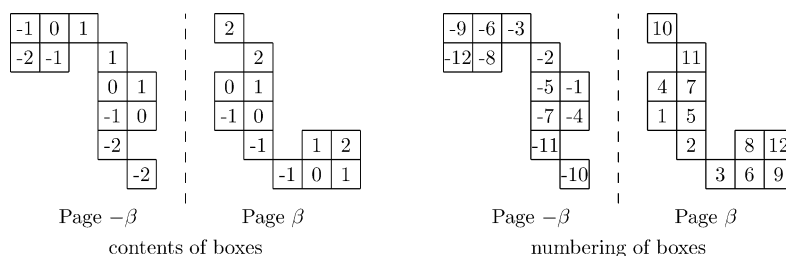 -1 0 1 2
-2 -1 1 2
0 1 0 1
-1 0 -1 0
-2 -1 1 2
-2 -1 0 1
Page −β Page β
contents of boxes
-9 -6 -3 10
-12 -8 -2 11
-5 -1 4 7
-7 -4 1 5
-11 2 8 12
-10 3 6 9
Page −β Page β
numbering of boxes